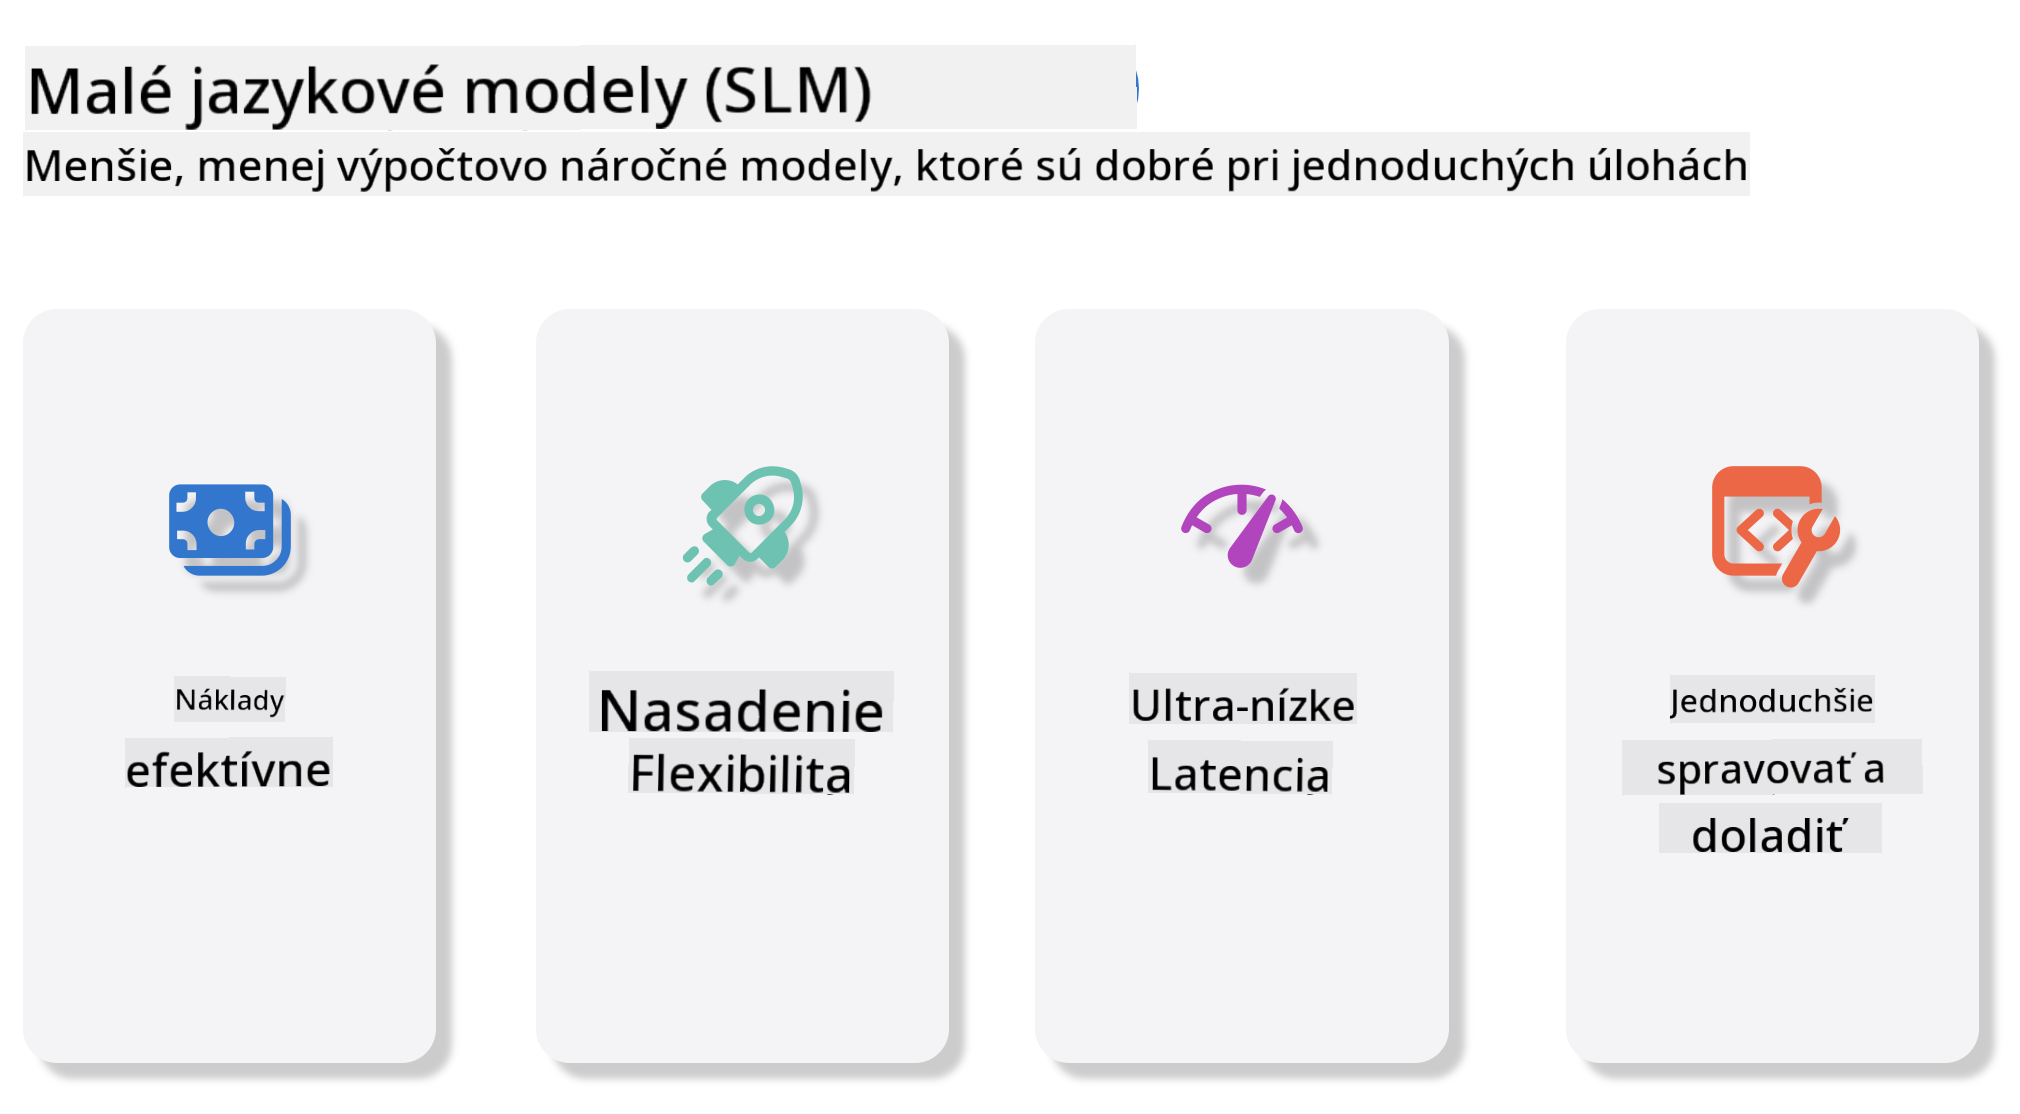 Malé jazykové modely (SLM)
Menšie, menej výpočtovo náročné modely, ktoré sú dobré pri jednoduchých úlohách
Náklady
efektívne
Nasadenie
Flexibilita
Ultra-nízke
Latencia
Jednoduchšie
spravovať a
doladiť